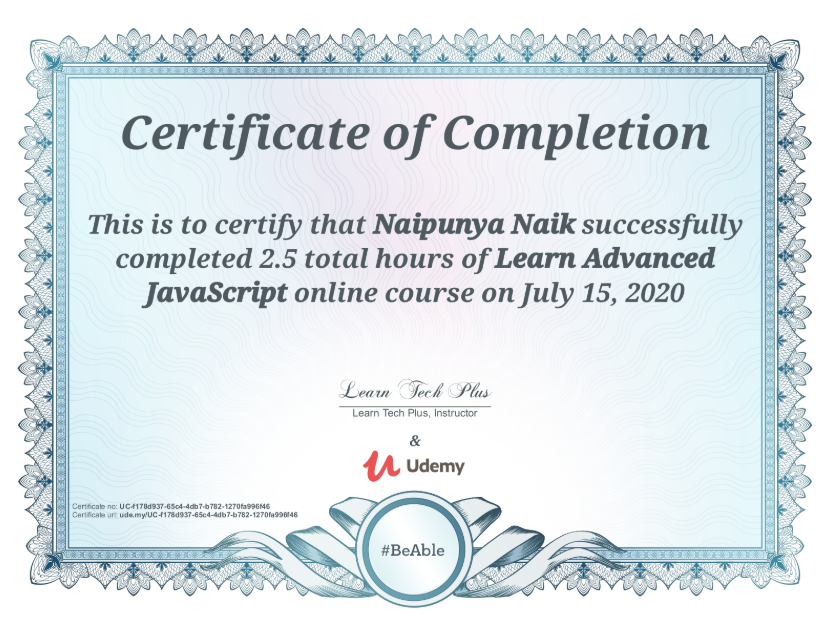 Certificate of Completion
This is to certify that Naipunya Naik successfully
completed 2.5 total hours of Learn Advanced
JavaScript online course on July 15, 2020
Learn Tech Plus
Learn Tech Plus, Instructor
&
Udemy
Certificate no: UC-f178d937-65c4-4db7-b782-1270fa996f46
Certificate url: ude.my/UC-f178d937-65c4-4db7-b782-1270fa996f46
#BeAble